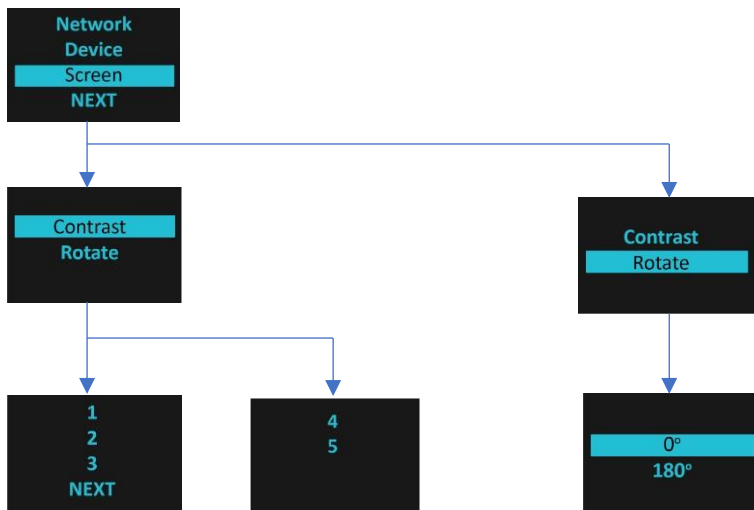 Network
Device
Screen
NEXT
Contrast
Rotate
Contrast
Rotate
1
2
3
NEXT
4
5
0°
180°